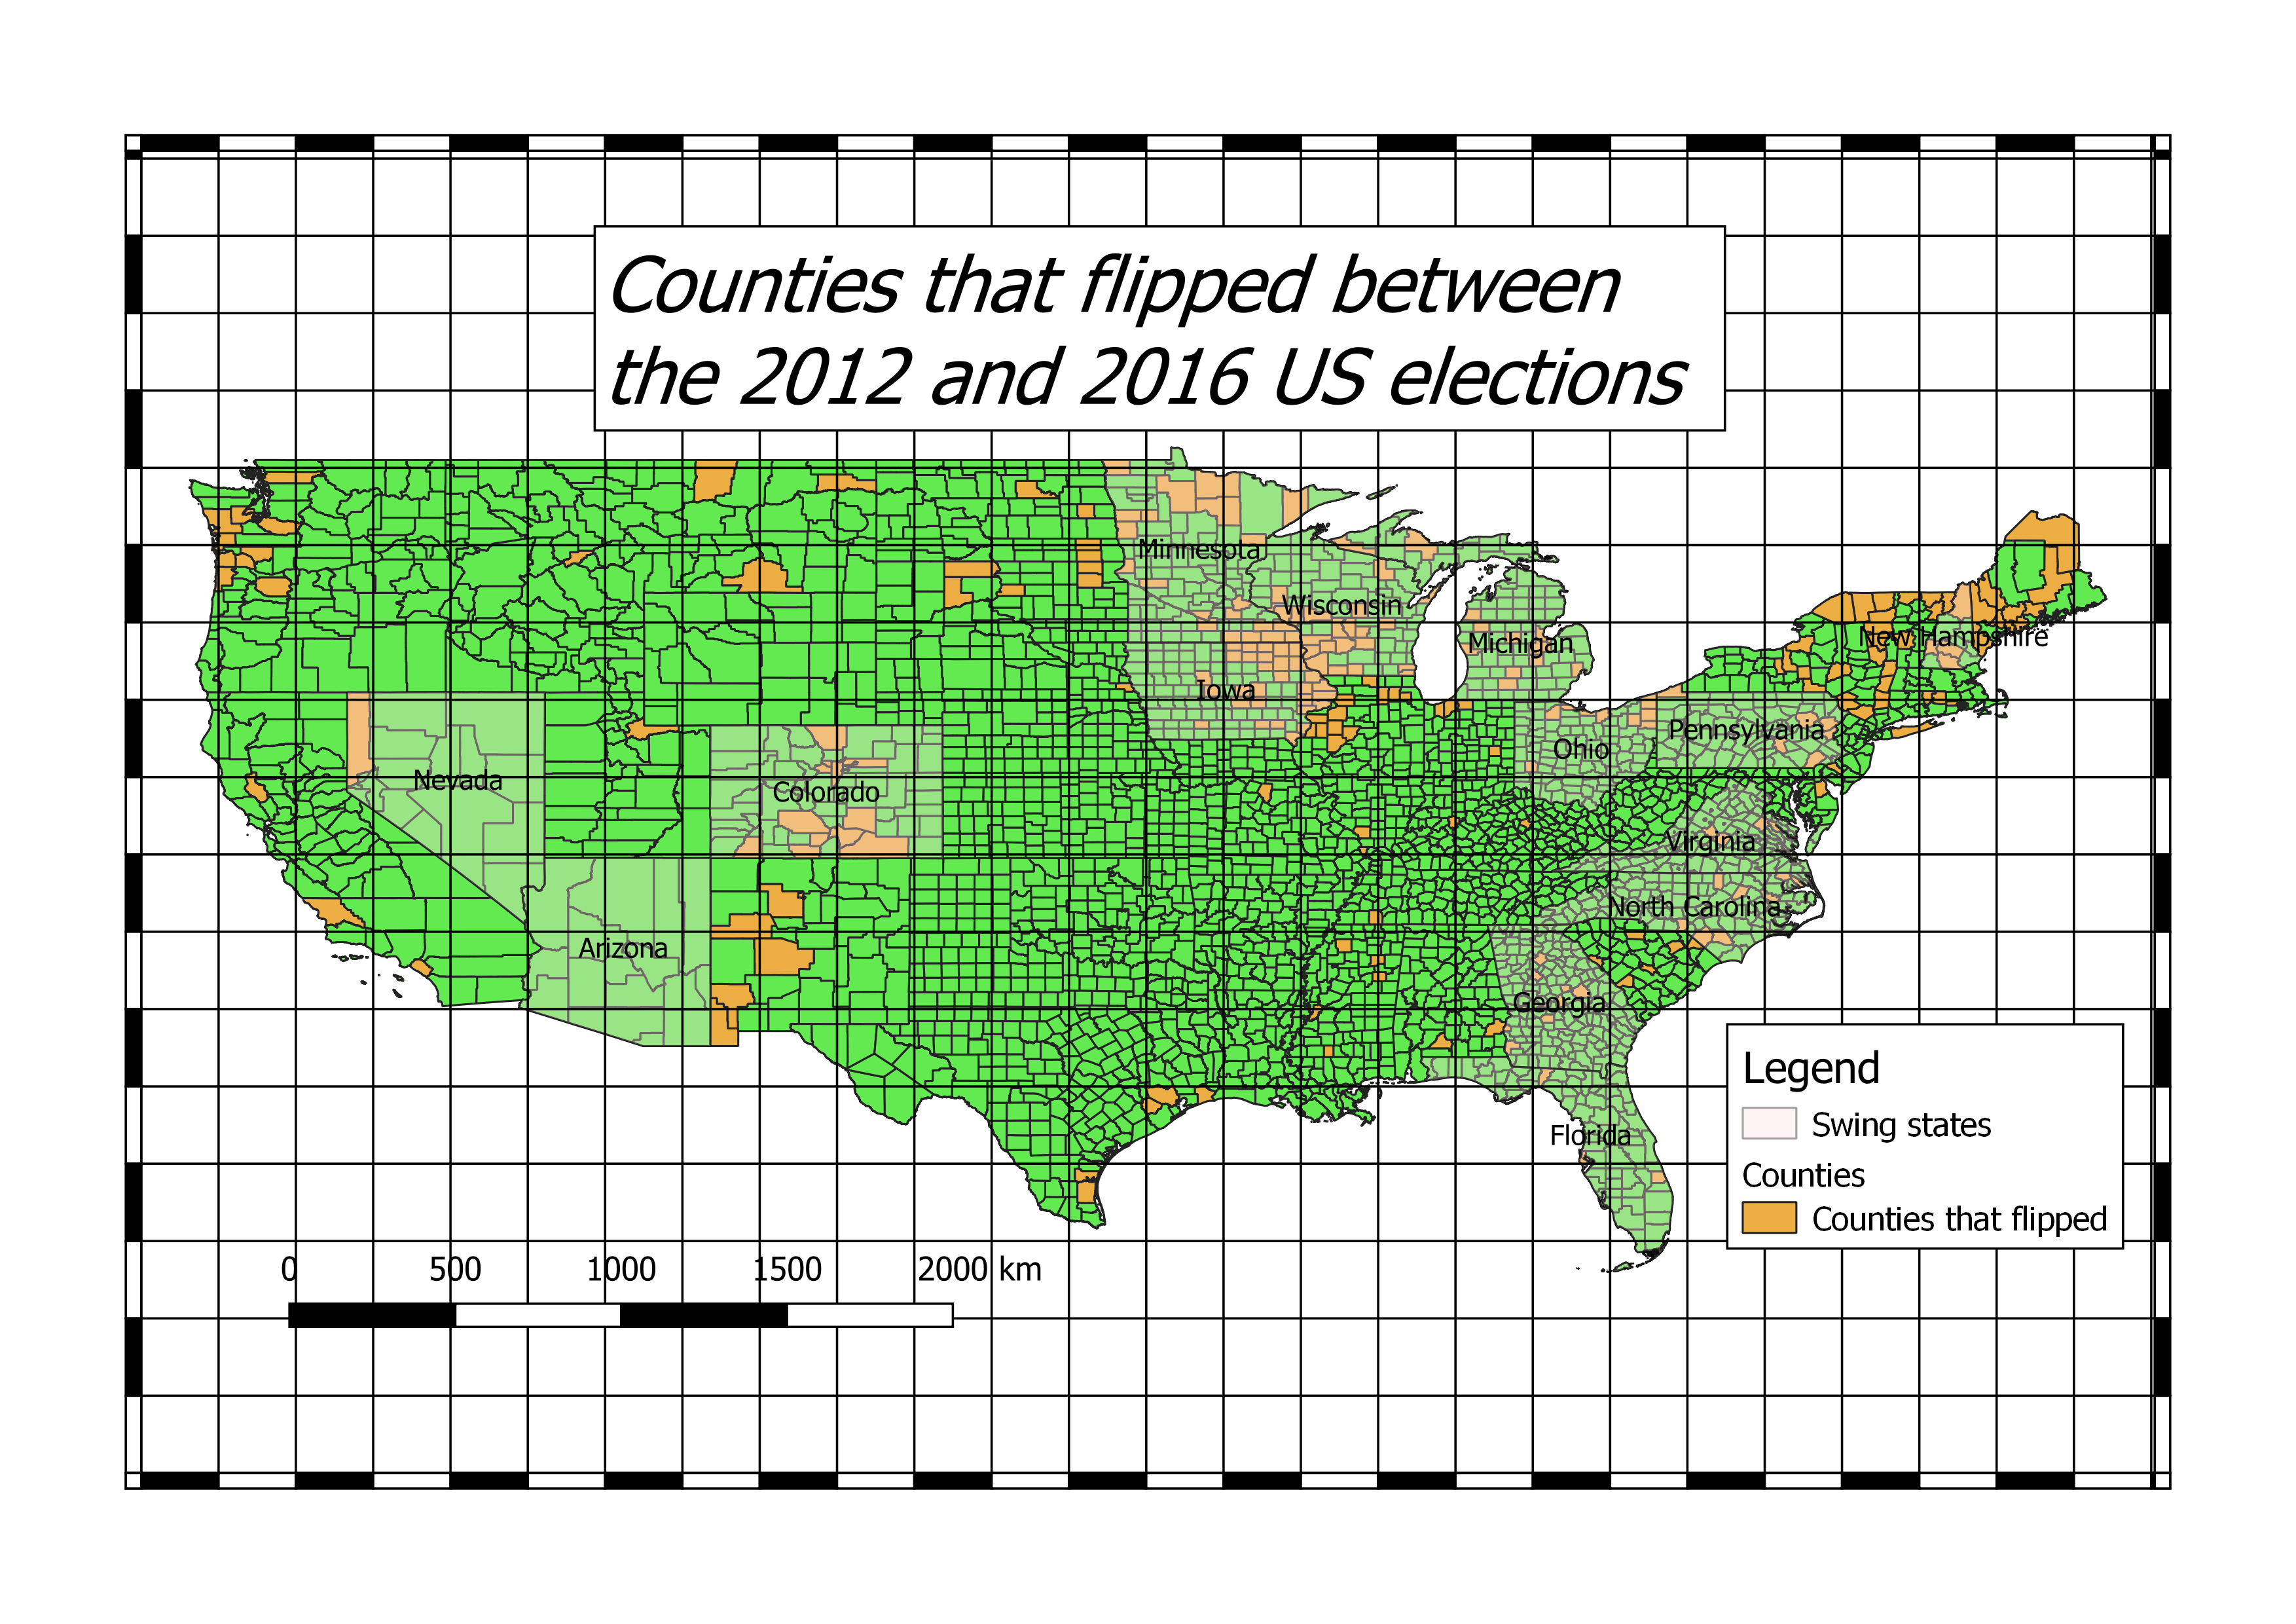 Counties that flipped between
the 2012 and 2016 US elections
Minnesota
Wisconsin
New Hampshire
Michigan
Iowa
Pennsylvania
Ohio
Nevada
Colorado
Virginia
North Carolina
Arizona
Georgia
Florida
Legend
Swing states
Counties
Counties that flipped
0 500 1000 1500 2000 km